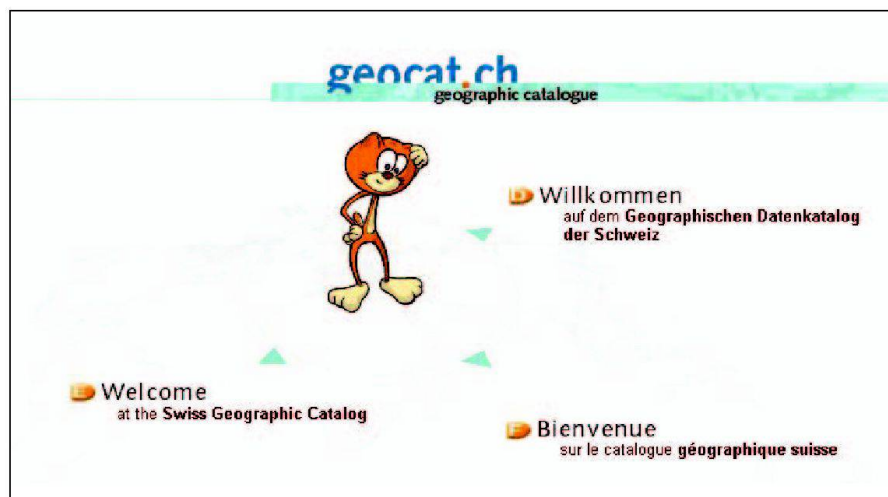 geocat.ch
geographic catalogue
D Willkommen
auf dem Geographischen Datenkatalog
der Schweiz
E Welcome
at the Swiss Geographic Catalog
F Bienvenue
sur le catalogue géographique suisse